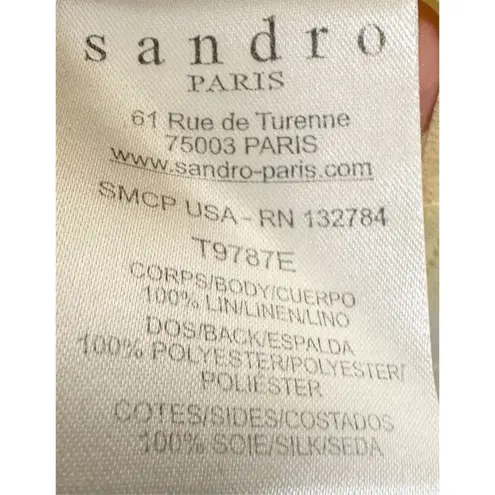 sandro
PARIS
61 Rue de Turenne
75003 PARIS
www.sandro-paris.com
SMCP USA - RN 132784
T9787E
CORPS/BODY/CUERPO
100% LIN/LINEN/LINO
DOS/BACK/ESPALDA
100% POLYESTER/POLYESTER/
POLIÉSTER
COTES/SIDES/COSTADOS
100% SOIE/SILK/SEDA